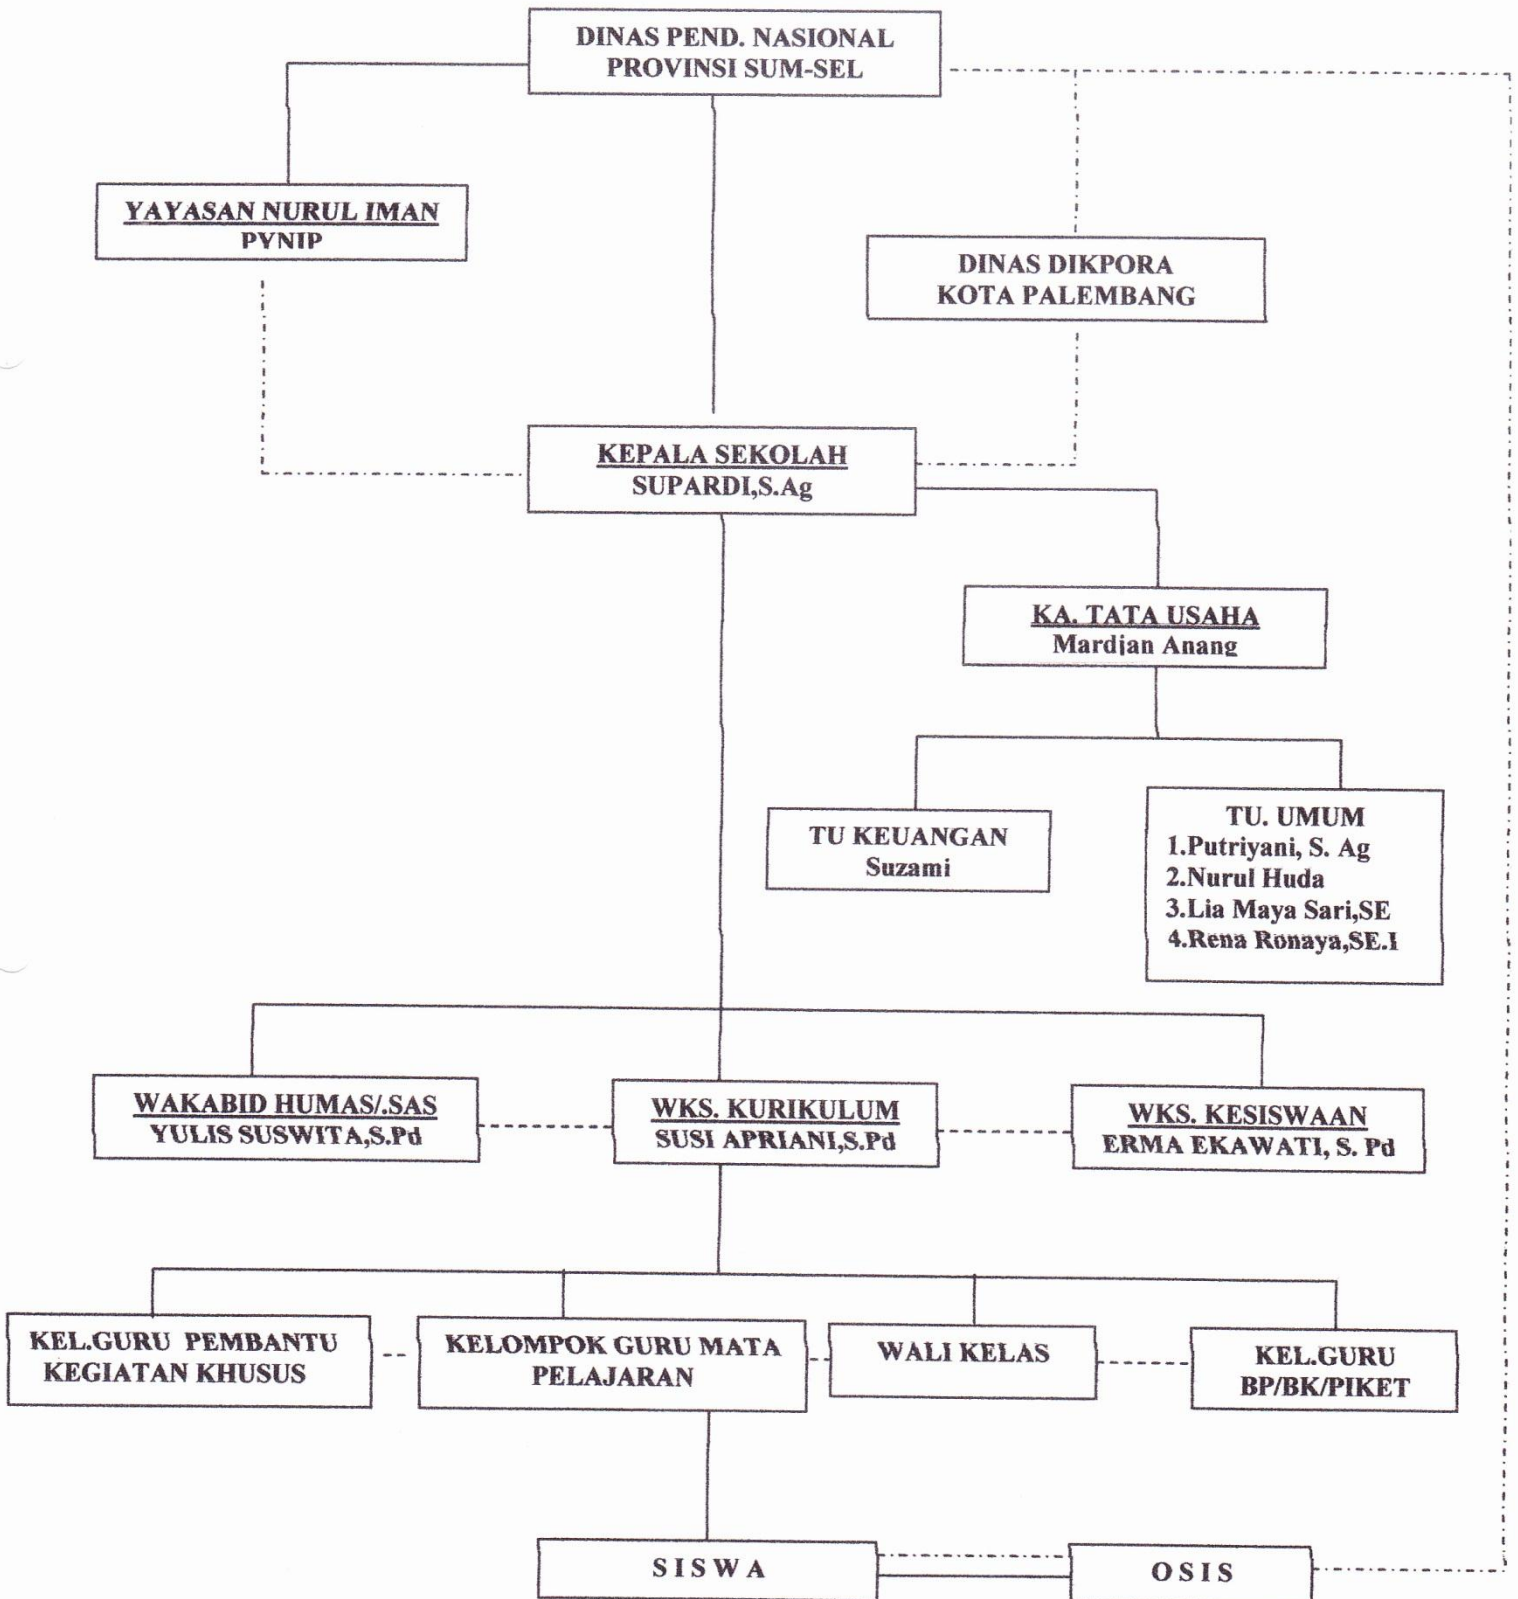 DINAS PEND. NASIONAL
PROVINSI SUM-SEL
YAYASAN NURUL IMAN
PYNIP
DINAS DIKPORA
KOTA PALEMBANG
KEPALA SEKOLAH
SUPARDI,S.Ag
KA. TATA USAHA
Mardjan Anang
TU KEUANGAN
Suzami
TU. UMUM
1.Putriyani, S. Ag
2.Nurul Huda
3.Lia Maya Sari,SE
4.Rena Ronaya,SE.I
WAKABID HUMAS/.SAS
YULIS SUSWITA,S.Pd
WKS. KURIKULUM
SUSI APRIANI,S.Pd
WKS. KESISWAAN
ERMA EKAWATI, S. Pd
KEL.GURU PEMBANTU
KEGIATAN KHUSUS
KELOMPOK GURU MATA
PELAJARAN
WALI KELAS
KEL.GURU
BP/BK/PIKET
S I S W A
O S I S